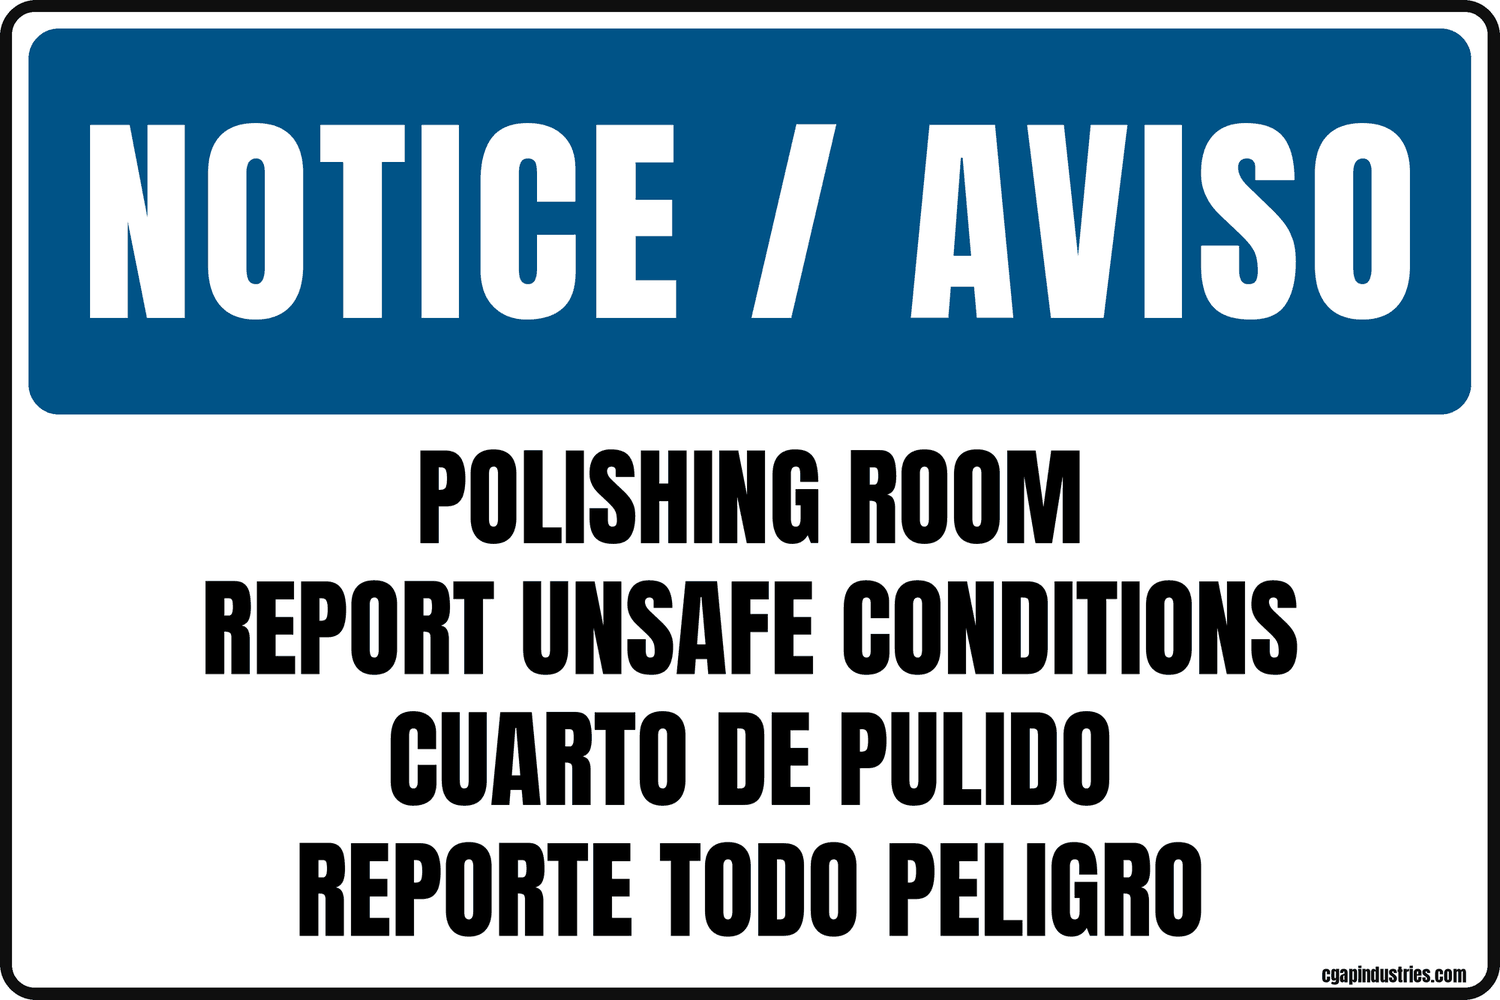 NOTICE / AVISO
POLISHING ROOM
REPORT UNSAFE CONDITIONS
CUARTO DE PULIDO
REPORTE TODO PELIGRO
cgapindustries.com